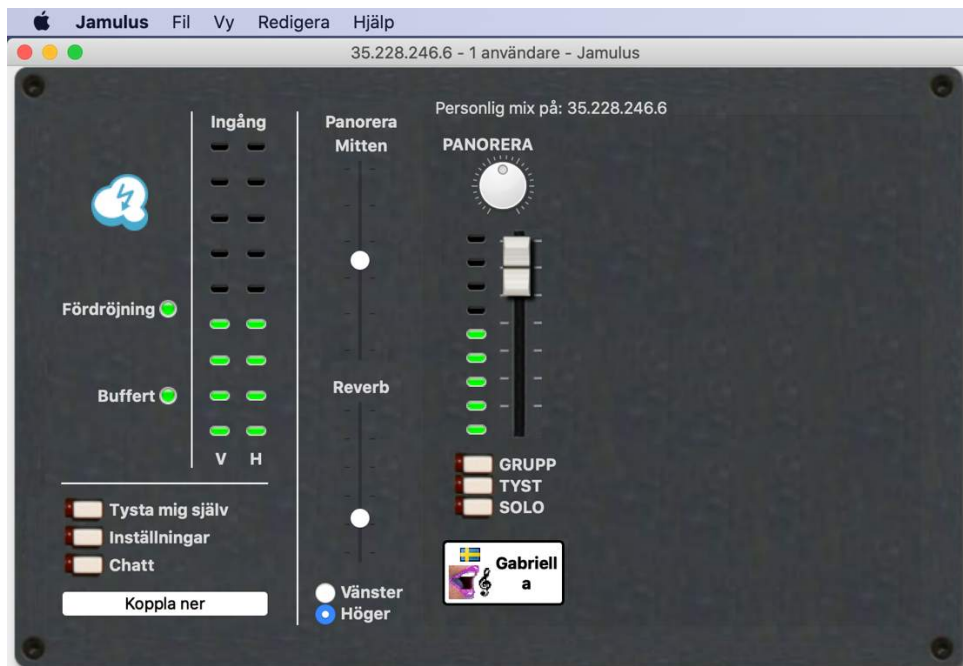 Jamulus Fil Vy Redigera Hjälp
35.228.246.6 - 1 användare - Jamulus
Personlig mix på: 35.228.246.6
Ingång
Fördröjning
Buffert
V H
Tysta mig själv
Inställningar
Chatt
Koppla ner
Panorera
Mitten
Reverb
Vänster
Höger
PANORERA
GRUPP
TYST
SOLO
Gabriell
a